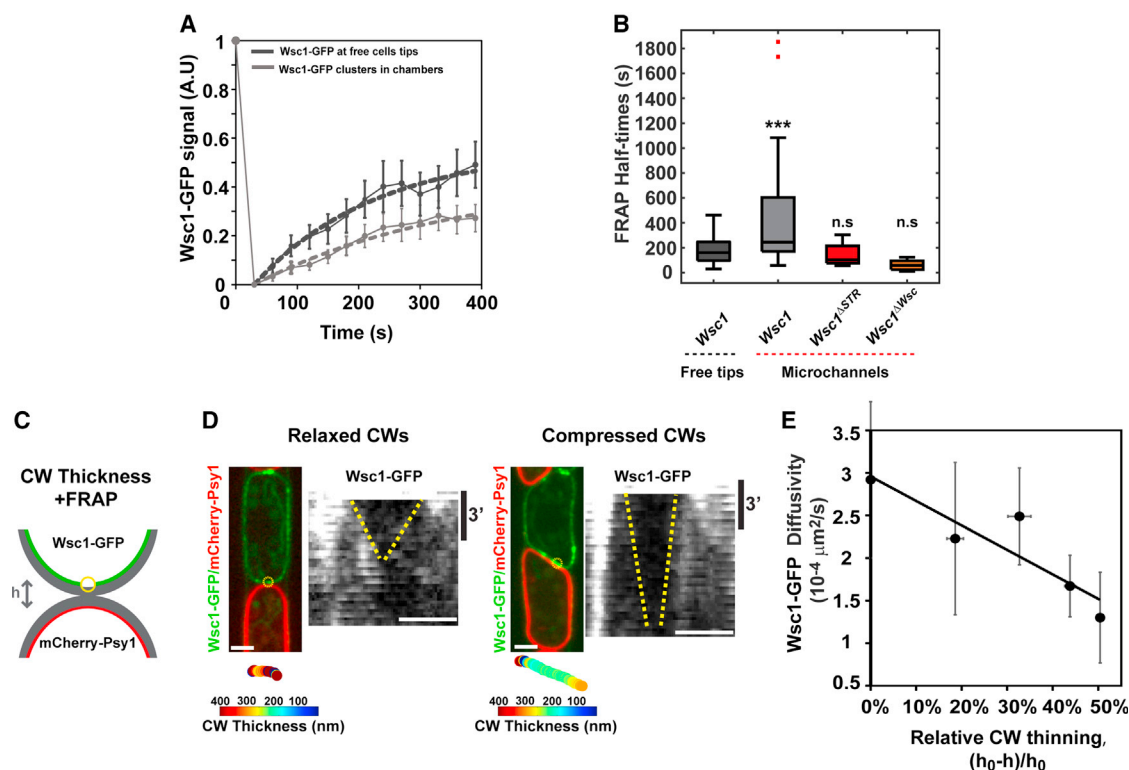 A
Wsc1-GFP signal (A.U)
1
0.8
0.6
0.4
0.2
0
0
100
200
300
400
Time (s)
Wsc1-GFP at free cells tips
Wsc1-GFP clusters in chambers
B
FRAP Half-times (s)
1800
1600
1400
1200
1000
800
600
400
200
0
***
n.s
n.s
Wsc1
Wsc1
Wsc1ΔSTR
Wsc1ΔWsc
Free tips
Microchannels
C
CW Thickness
+FRAP
Wsc1-GFP
h
mCherry-Psy1
D
Relaxed CWs
Wsc1-GFP/mCherry-Psy1
Wsc1-GFP
3'
400 300 200 100
CW Thickness (nm)
Compressed CWs
Wsc1-GFP/mCherry-Psy1
Wsc1-GFP
3'
400 300 200 100
CW Thickness (nm)
E
Wsc1-GFP Diffusivity
(10-4 μm2/s)
3.5
3
2.5
2
1.5
1
0.5
0%
10%
20%
30%
40%
50%
Relative CW thinning,
(h0-h)/h0